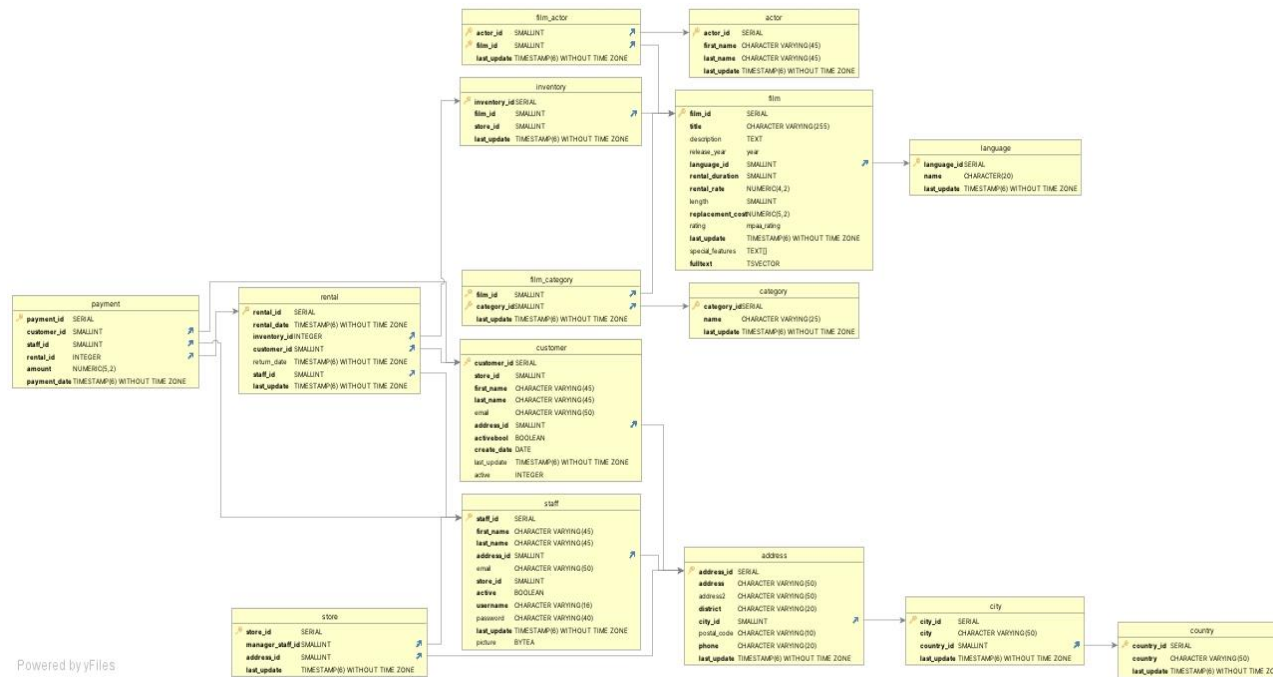 film_actor
actor_id SMALLINT
film_id SMALLINT
last_update TIMESTAMP(6) WITHOUT TIME ZONE
actor
actor_id SERIAL
first_name CHARACTER VARYING(45)
last_name CHARACTER VARYING(45)
last_update TIMESTAMP(6) WITHOUT TIME ZONE
inventory
inventory_id SERIAL
film_id SMALLINT
store_id SMALLINT
last_update TIMESTAMP(6) WITHOUT TIME ZONE
film
film_id SERIAL
title CHARACTER VARYING(255)
description TEXT
release_year year
language_id SMALLINT
rental_duration SMALLINT
rental_rate NUMERIC(4,2)
length SMALLINT
replacement_cost NUMERIC(5,2)
rating mpaa_rating
last_update TIMESTAMP(6) WITHOUT TIME ZONE
special_features TEXT[]
fulltext TSVECTOR
language
language_id SERIAL
name CHARACTER(20)
last_update TIMESTAMP(6) WITHOUT TIME ZONE
film_category
film_id SMALLINT
category_id SMALLINT
last_update TIMESTAMP(6) WITHOUT TIME ZONE
category
category_id SERIAL
name CHARACTER VARYING(25)
last_update TIMESTAMP(6) WITHOUT TIME ZONE
payment
payment_id SERIAL
customer_id SMALLINT
staff_id SMALLINT
rental_id INTEGER
amount NUMERIC(5,2)
payment_date TIMESTAMP(6) WITHOUT TIME ZONE
rental
rental_id SERIAL
rental_date TIMESTAMP(6) WITHOUT TIME ZONE
inventory_id INTEGER
customer_id SMALLINT
return_date TIMESTAMP(6) WITHOUT TIME ZONE
staff_id SMALLINT
last_update TIMESTAMP(6) WITHOUT TIME ZONE
customer
customer_id SERIAL
store_id SMALLINT
first_name CHARACTER VARYING(45)
last_name CHARACTER VARYING(45)
email CHARACTER VARYING(50)
address_id SMALLINT
activebool BOOLEAN
create_date DATE
last_update TIMESTAMP(6) WITHOUT TIME ZONE
active INTEGER
staff
staff_id SERIAL
first_name CHARACTER VARYING(45)
last_name CHARACTER VARYING(45)
address_id SMALLINT
email CHARACTER VARYING(50)
store_id SMALLINT
active BOOLEAN
username CHARACTER VARYING(16)
password CHARACTER VARYING(40)
last_update TIMESTAMP(6) WITHOUT TIME ZONE
picture BYTEA
store
store_id SERIAL
manager_staff_id SMALLINT
address_id SMALLINT
last_update TIMESTAMP(6) WITHOUT TIME ZONE
address
address_id SERIAL
address CHARACTER VARYING(50)
address2 CHARACTER VARYING(50)
district CHARACTER VARYING(20)
city_id SMALLINT
postal_code CHARACTER VARYING(10)
phone CHARACTER VARYING(20)
last_update TIMESTAMP(6) WITHOUT TIME ZONE
city
city_id SERIAL
city CHARACTER VARYING(50)
country_id SMALLINT
last_update TIMESTAMP(6) WITHOUT TIME ZONE
country
country_id SERIAL
country CHARACTER VARYING(50)
last_update TIMESTAMP(6) WITHOUT TIME ZO
Powered by yFiles